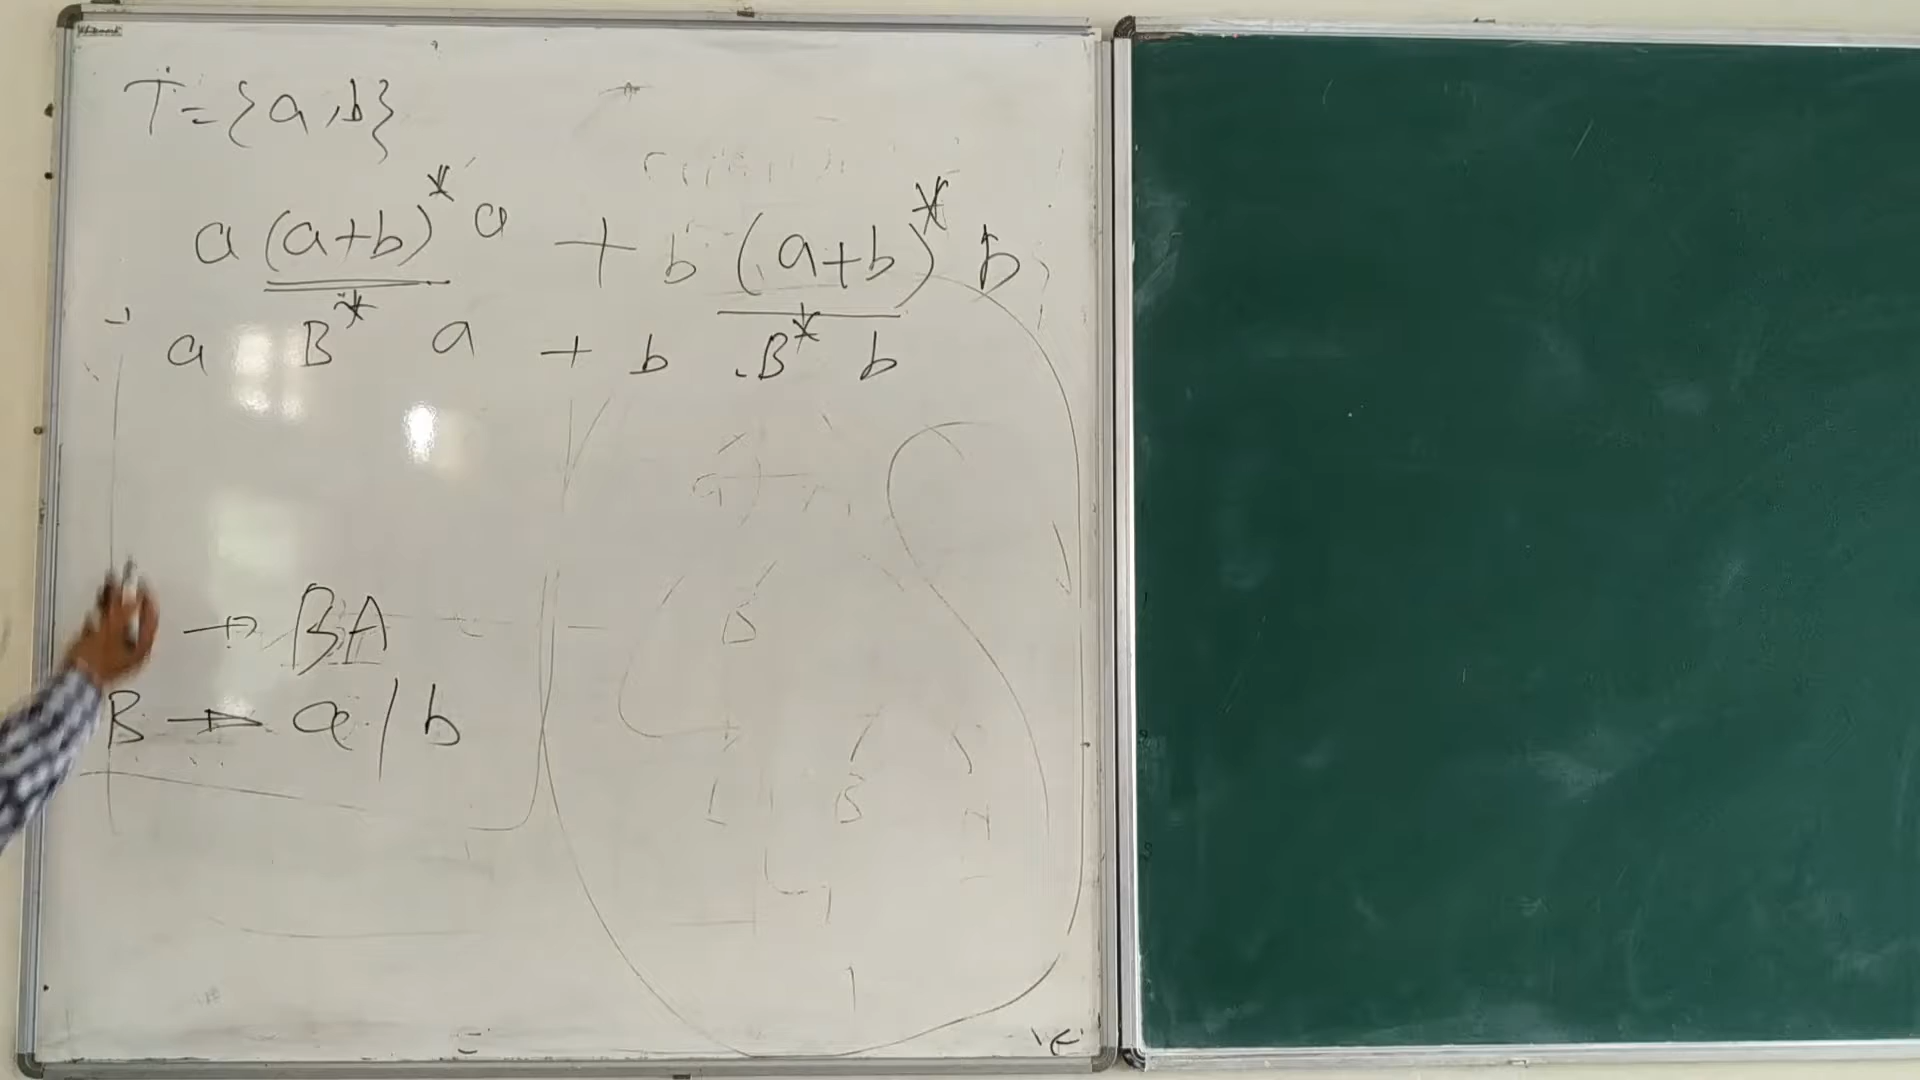 T = {a, b}
a (a+b)* a + b (a+b)* b
a B* a + b . B* b
→ BA
B → a / b